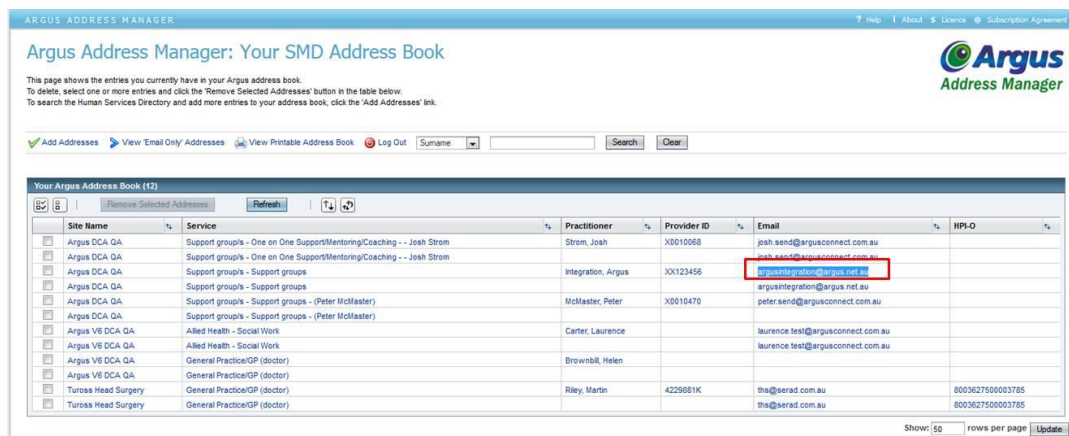 ARGUS ADDRESS MANAGER ? Help i About $ Licence @ Subscription Agreement
Argus Address Manager: Your SMD Address Book
Argus
Address Manager
This page shows the entries you currently have in your Argus address book.
To delete, select one or more entries and click the 'Remove Selected Addresses' button in the table below.
To search the Human Services Directory and add more entries to your address book, click the 'Add Addresses' link.
Add Addresses View 'Email Only' Addresses View Printable Address Book Log Out Surname Search Clear
Your Argus Address Book (12)
Remove Selected Addresses Refresh
Site Name Service Practitioner Provider ID Email HPI-O
Argus DCA QA Support group/s - One on One Support/Mentoring/Coaching - - Josh Strom Strom, Josh X0010068 josh.send@argusconnect.com.au
Argus DCA QA Support group/s - One on One Support/Mentoring/Coaching - - Josh Strom josh.send@argusconnect.com.au
Argus DCA QA Support group/s - Support groups Integration, Argus XX123456 argusintegration@argus.net.au
Argus DCA QA Support group/s - Support groups argusintegration@argus.net.au
Argus DCA QA Support group/s - Support groups - (Peter McMaster) McMaster, Peter X0010470 peter.send@argusconnect.com.au
Argus DCA QA Support group/s - Support groups - (Peter McMaster)
Argus V6 DCA QA Allied Health - Social Work Carter, Laurence laurence.test@argusconnect.com.au
Argus V6 DCA QA Allied Health - Social Work laurence.test@argusconnect.com.au
Argus V6 DCA QA General Practice/GP (doctor) Brownbill, Helen
Argus V6 DCA QA General Practice/GP (doctor)
Tuross Head Surgery General Practice/GP (doctor) Riley, Martin 4229881K ths@serad.com.au 8003627500003785
Tuross Head Surgery General Practice/GP (doctor) ths@serad.com.au 8003627500003785
Show: 50 rows per page Update